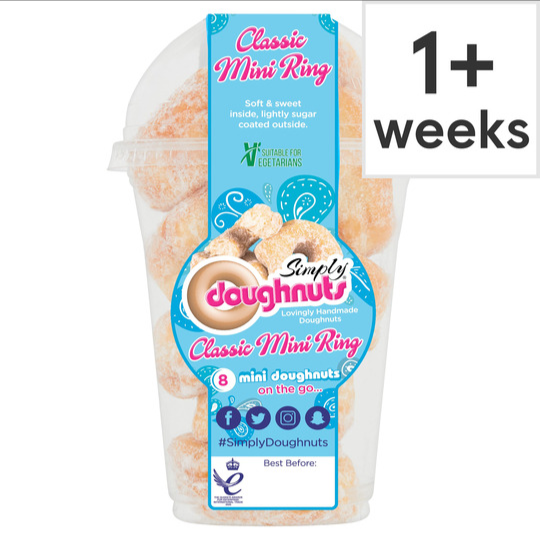 Classic
Mini Ring
Soft & sweet
inside, lightly sugar
coated outside.
SUITABLE FOR
VEGETARIANS
1+
weeks
Simply
doughnuts
Lovingly Handmade
Doughnuts
Classic Mini Ring
8 mini doughnuts
on the go...
#SimplyDoughnuts
Best Before: